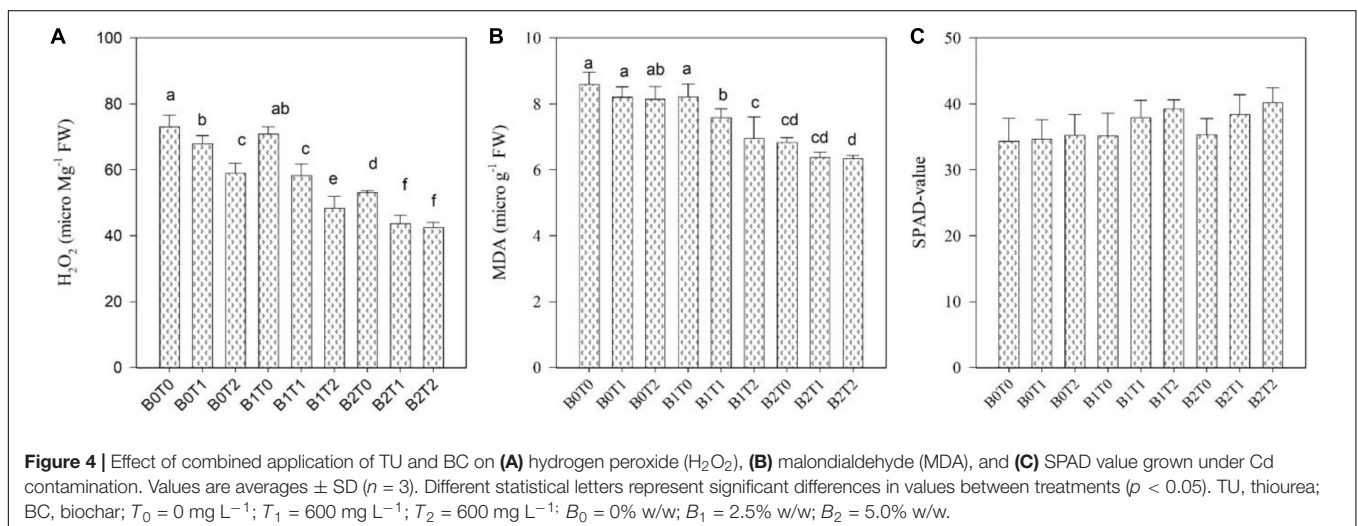 A
100
80
60
40
20
0
H₂O₂ (micro Mg⁻¹ FW)
a
b
c
ab
c
e
d
f
f
B0T0
B0T1
B0T2
B1T0
B1T1
B1T2
B2T0
B2T1
B2T2
B
10
8
6
4
2
0
MDA (micro g⁻¹ FW)
a
a
ab
a
b
c
cd
cd
d
B0T0
B0T1
B0T2
B1T0
B1T1
B1T2
B2T0
B2T1
B2T2
C
50
40
30
20
10
0
SPAD-value
B0T0
B0T1
B0T2
B1T0
B1T1
B1T2
B2T0
B2T1
B2T2
Figure 4 | Effect of combined application of TU and BC on (A) hydrogen peroxide (H₂O₂), (B) malondialdehyde (MDA), and (C) SPAD value grown under Cd
contamination. Values are averages ± SD (n = 3). Different statistical letters represent significant differences in values between treatments (p < 0.05). TU, thiourea;
BC, biochar; T₀ = 0 mg L⁻¹; T₁ = 600 mg L⁻¹; T₂ = 600 mg L⁻¹; B₀ = 0% w/w; B₁ = 2.5% w/w; B₂ = 5.0% w/w.